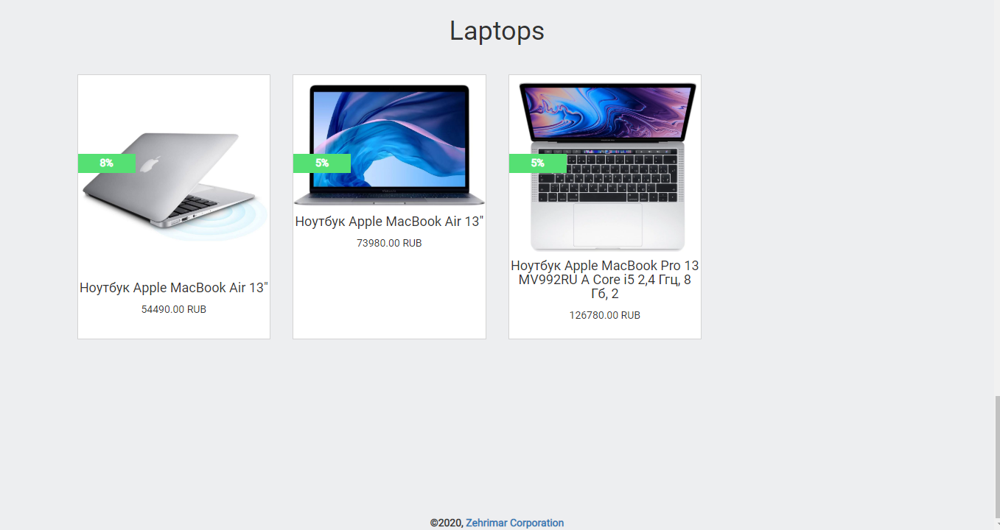 Laptops
8%
Ноутбук Apple MacBook Air 13"
54490.00 RUB
5%
Ноутбук Apple MacBook Air 13"
73980.00 RUB
5%
Ноутбук Apple MacBook Pro 13
MV992RU A Core i5 2,4 Ггц, 8
Гб, 2
126780.00 RUB
©2020, Zehrimar Corporation